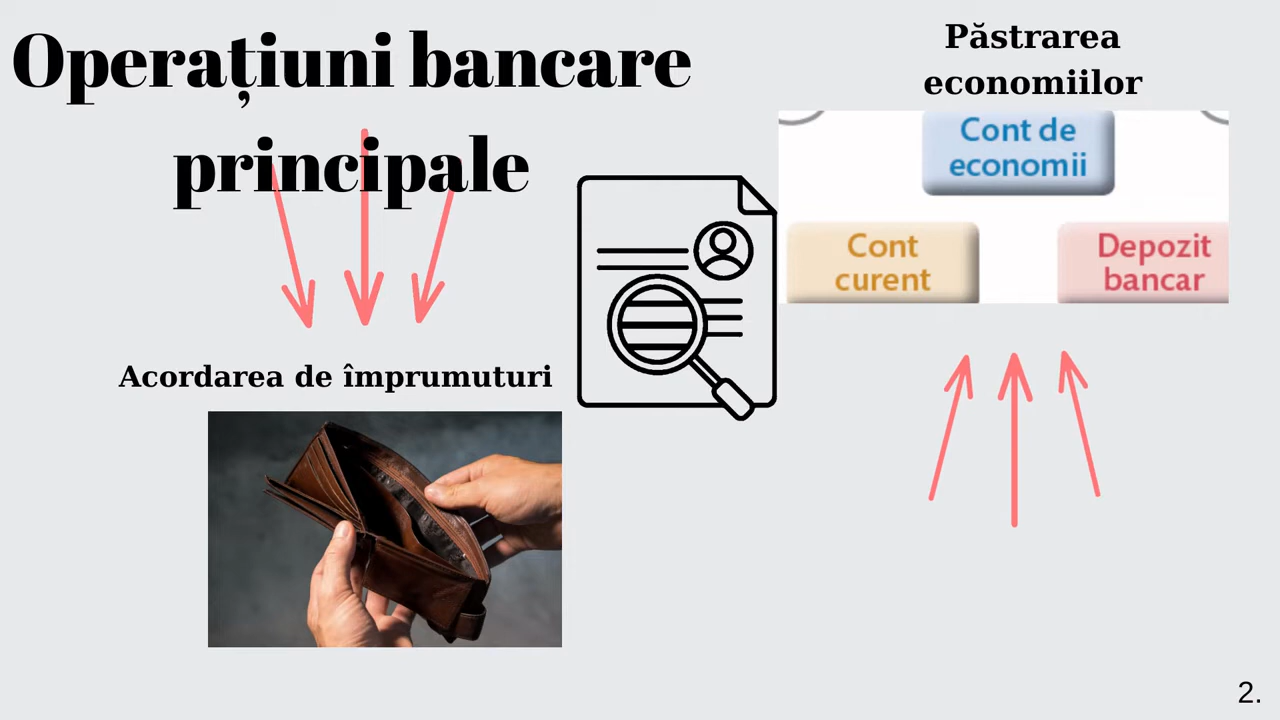 Operațiuni bancare
principale
Acordarea de împrumuturi
Păstrarea
economiilor
Cont de
economii
Cont
curent
Depozit
bancar
2.